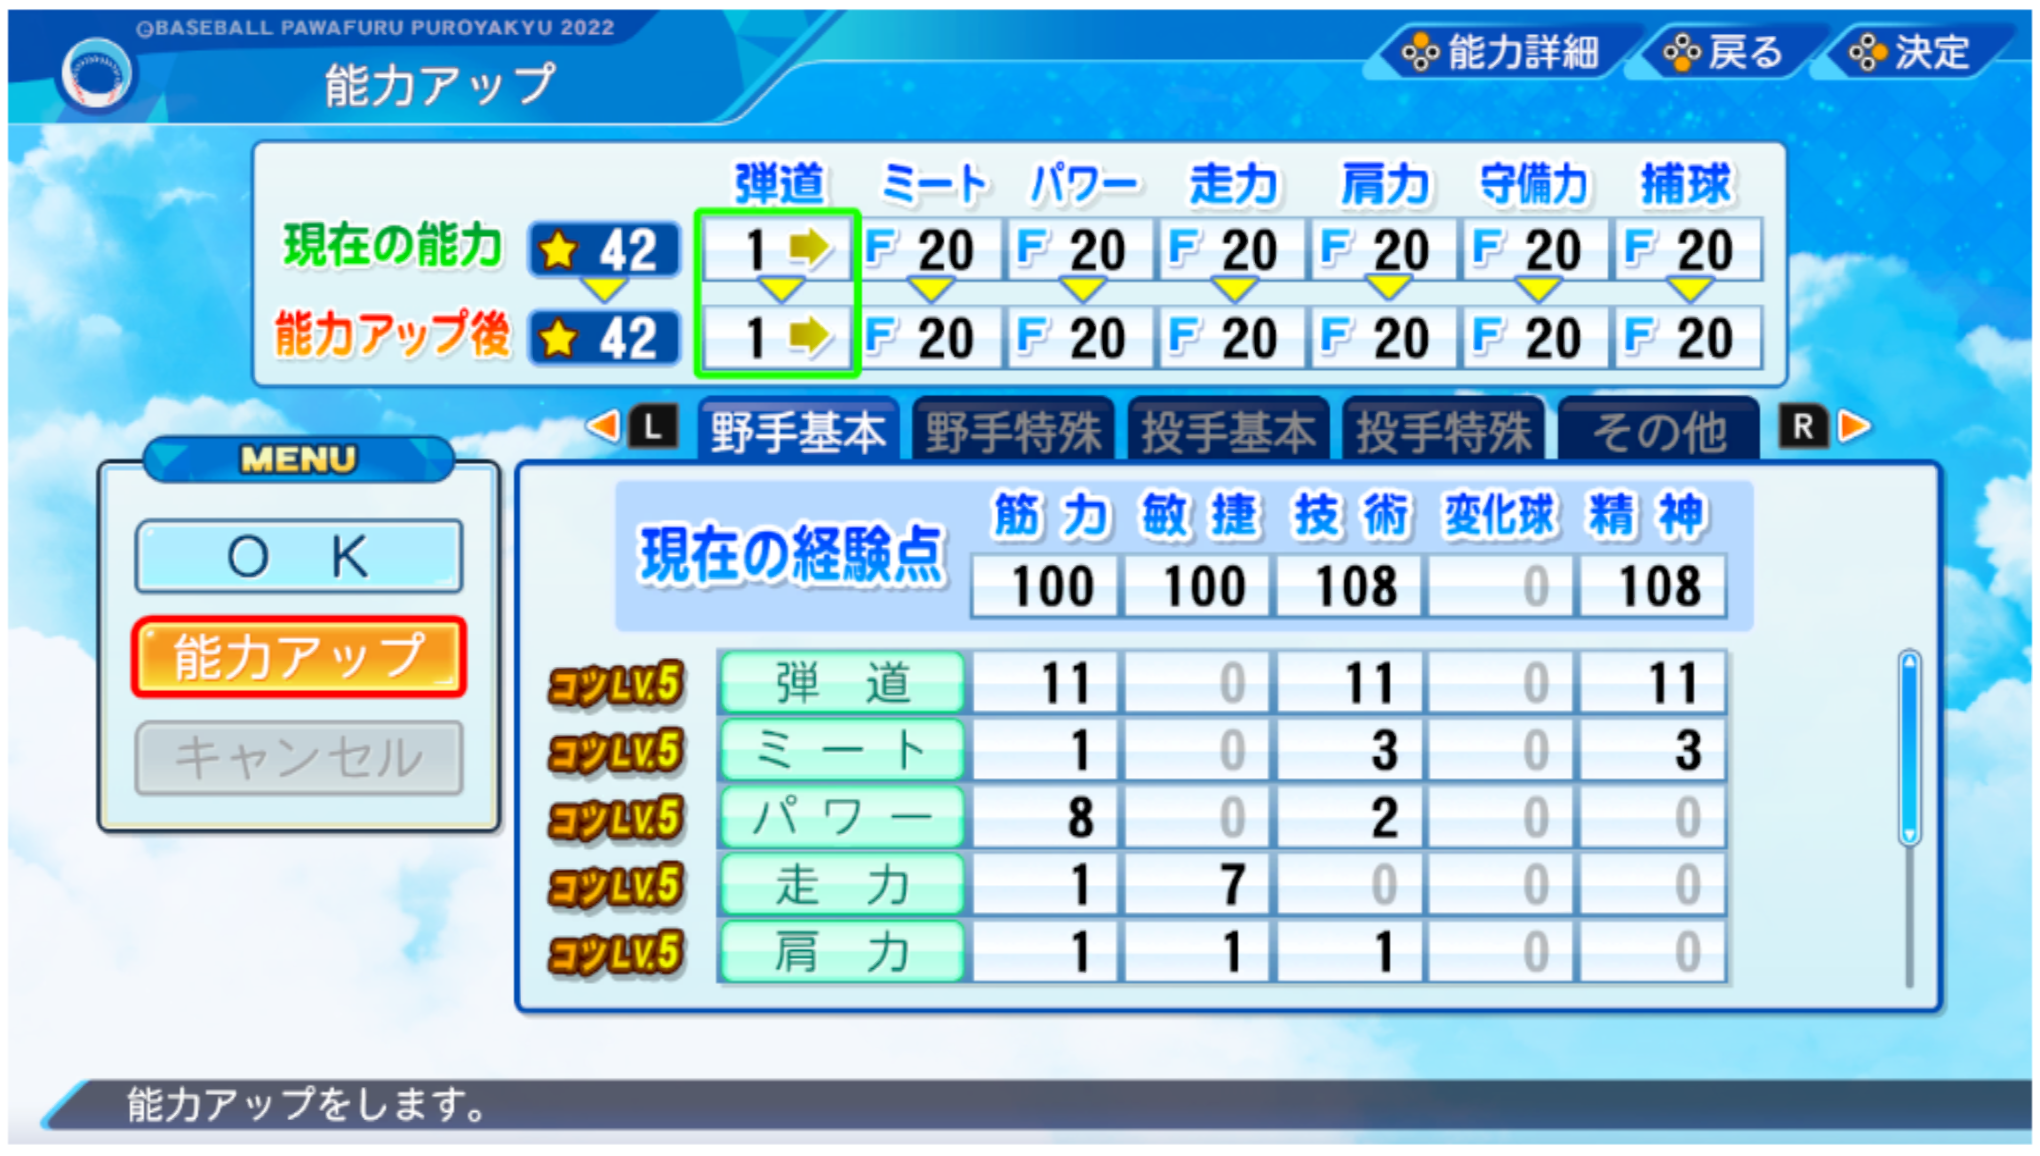 ©BASEBALL PAWAFURU PUROYAKYU 2022
能力アップ
能力詳細 戻る 決定
弾道 ミート パワー 走力 肩力 守備力 捕球
現在の能力 ★ 42 1 F 20 F 20 F 20 F 20 F 20 F 20
能力アップ後 ★ 42 1 F 20 F 20 F 20 F 20 F 20 F 20
L 野手基本 野手特殊 投手基本 投手特殊 その他 R
MENU
OK
能力アップ
キャンセル
筋力 敏捷 技術 変化球 精神
現在の経験点 100 100 108 0 108
コツLV.5 弾道 11 0 11 0 11
コツLV.5 ミート 1 0 3 0 3
コツLV.5 パワー 8 0 2 0 0
コツLV.5 走力 1 7 0 0 0
コツLV.5 肩力 1 1 1 0 0
能力アップをします。